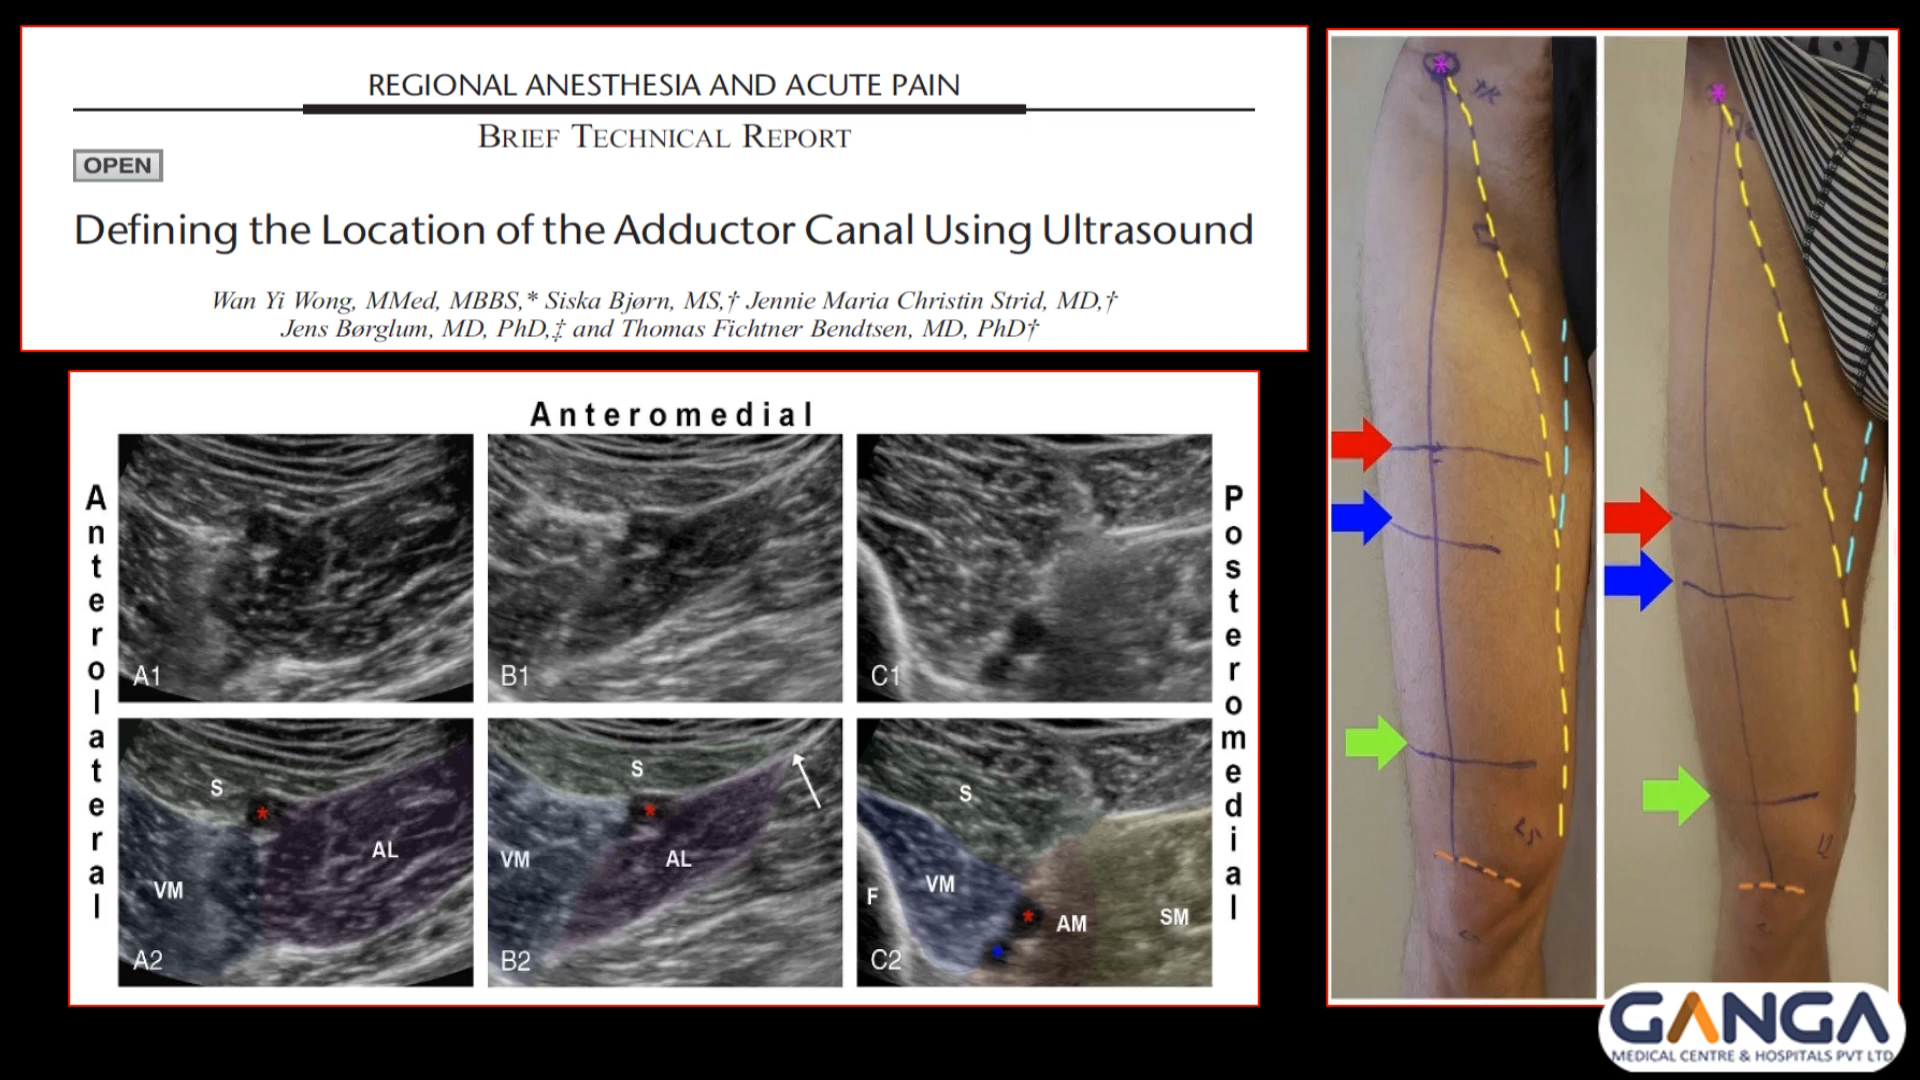 REGIONAL ANESTHESIA AND ACUTE PAIN
BRIEF TECHNICAL REPORT
OPEN
Defining the Location of the Adductor Canal Using Ultrasound
Wan Yi Wong, MMed, MBBS,* Siska Bjørn, MS,† Jennie Maria Christin Strid, MD,†
Jens Børglum, MD, PhD,‡ and Thomas Fichtner Bendtsen, MD, PhD†
Anteromedial
Anterolateral
Posteromedial
A1
B1
C1
S
*
AL
VM
A2
S
*
VM
AL
B2
S
VM
F
*
AM
SM
C2
GANGA
MEDICAL CENTRE & HOSPITALS PVT LTD